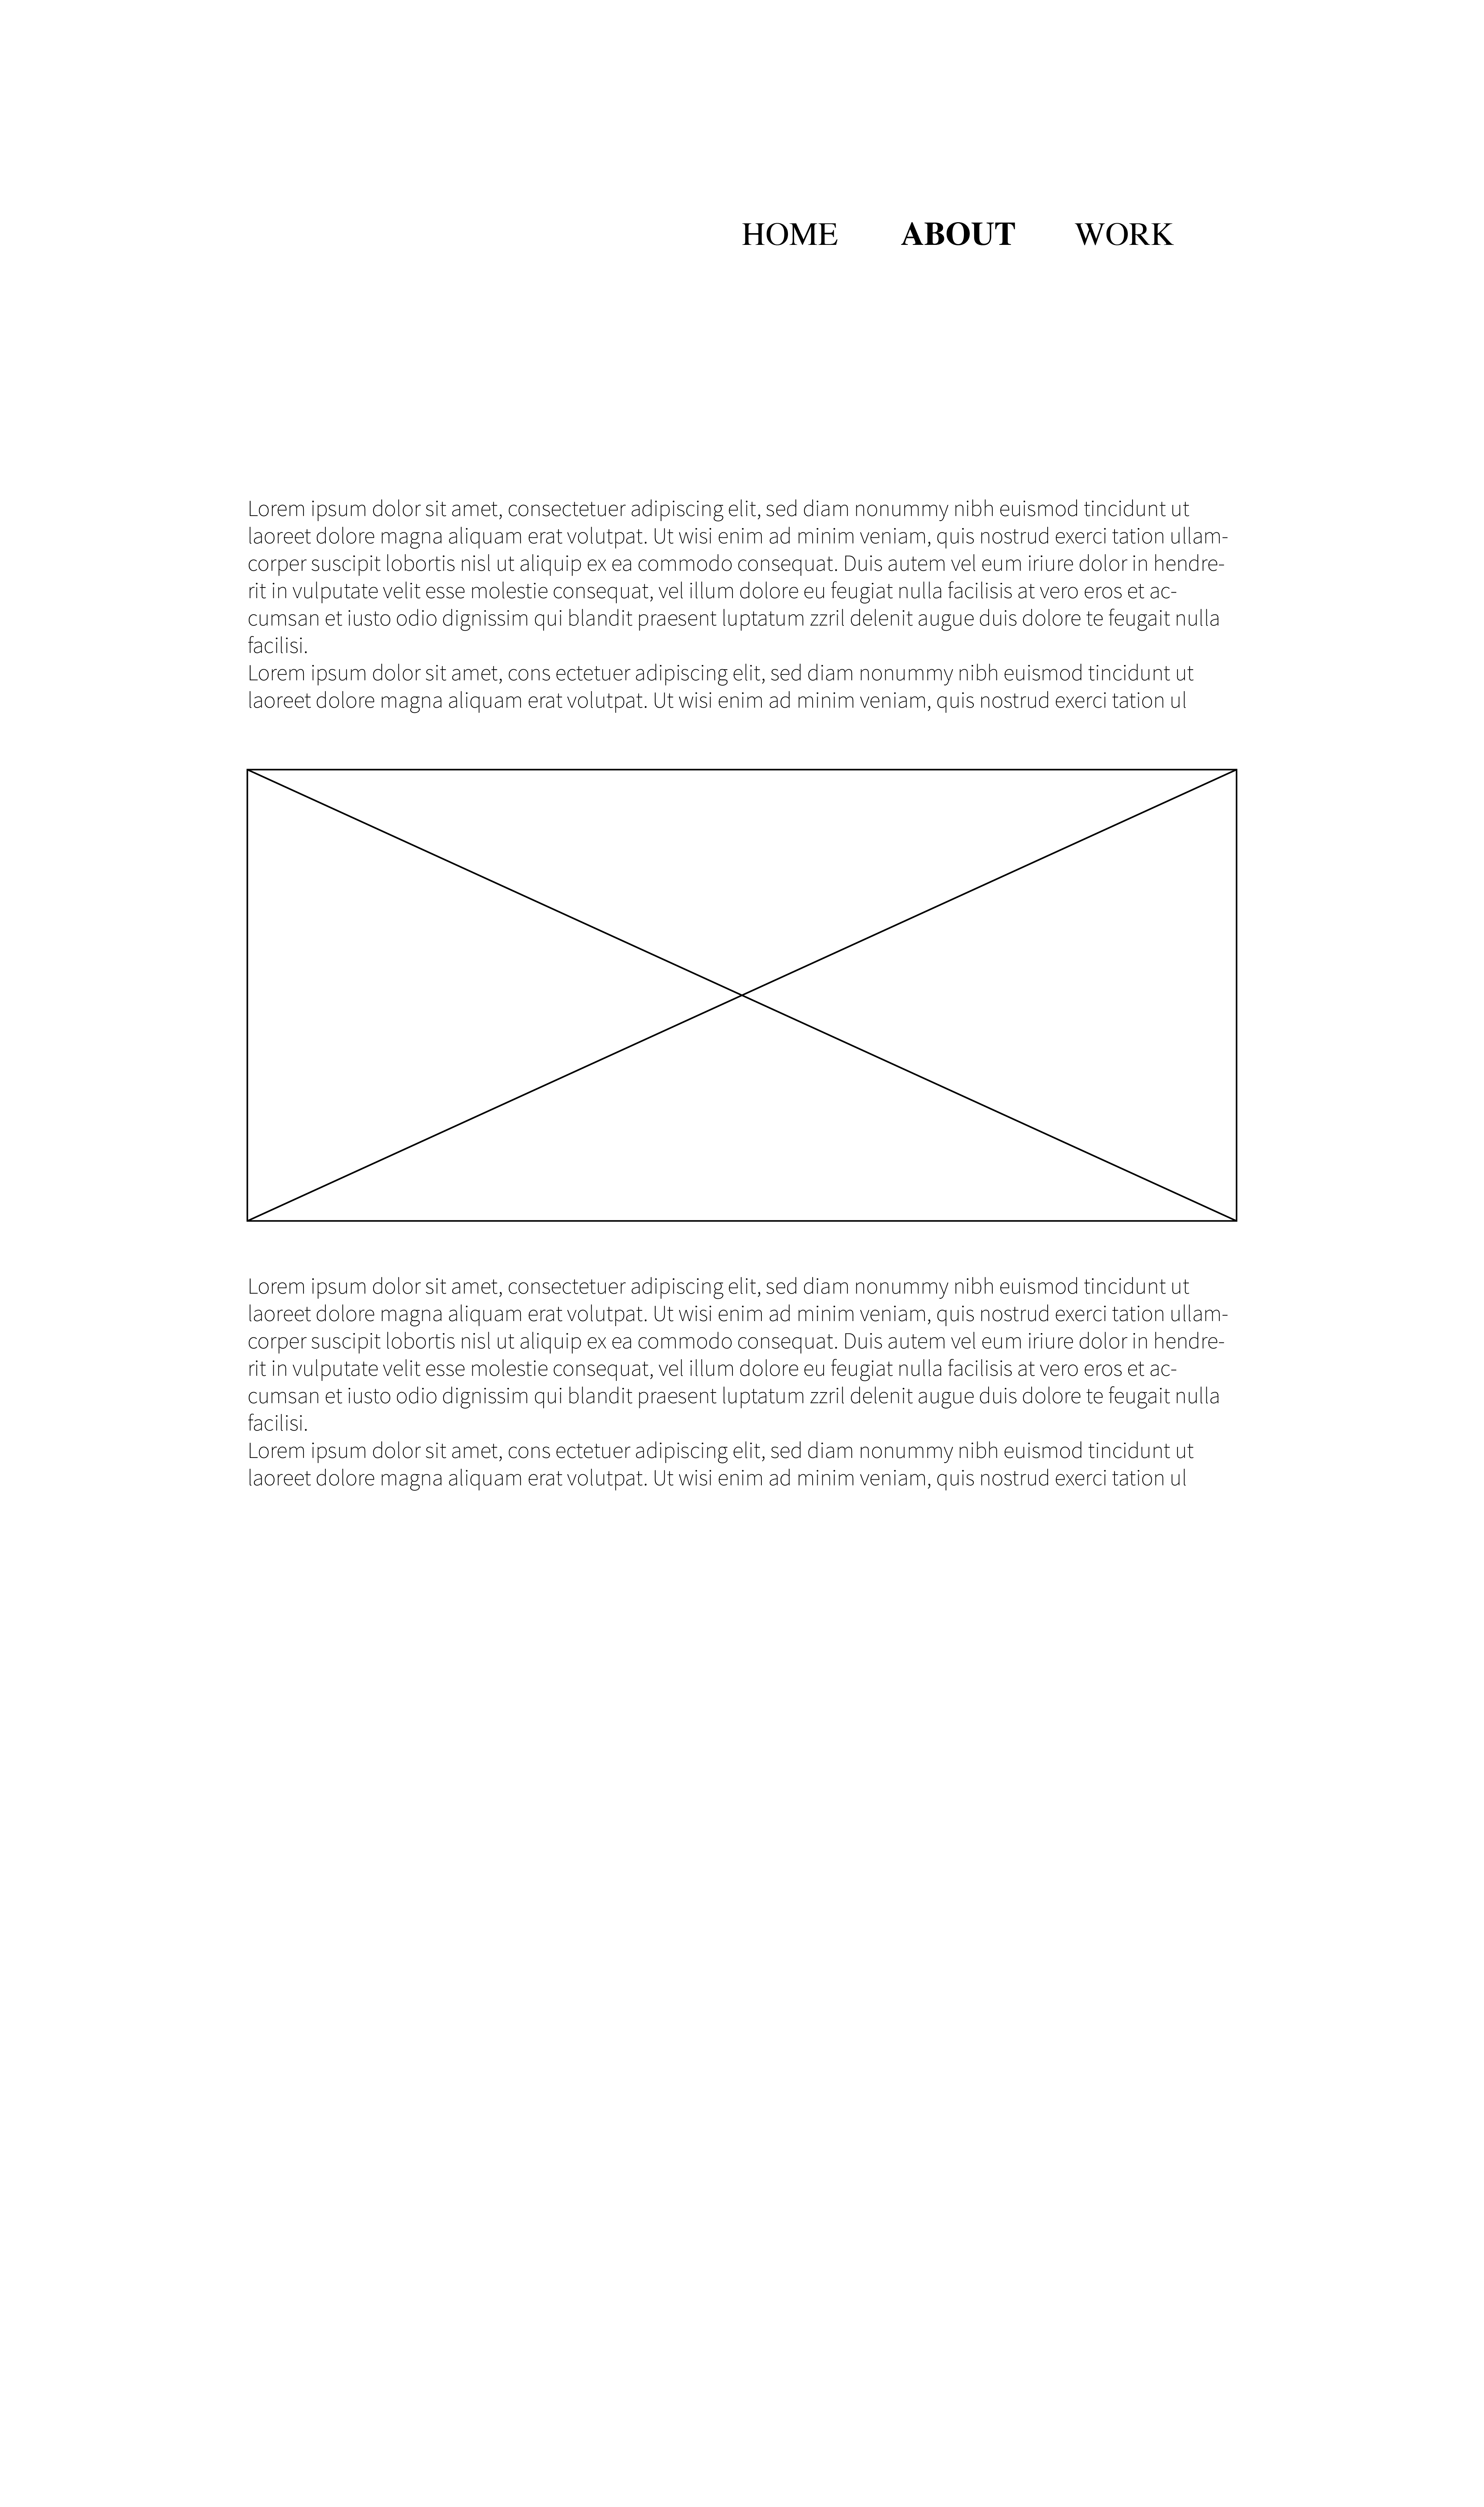 HOME ABOUT WORK
Lorem ipsum dolor sit amet, consectetuer adipiscing elit, sed diam nonummy nibh euismod tincidunt ut
laoreet dolore magna aliquam erat volutpat. Ut wisi enim ad minim veniam, quis nostrud exerci tation ullam-
corper suscipit lobortis nisl ut aliquip ex ea commodo consequat. Duis autem vel eum iriure dolor in hendre-
rit in vulputate velit esse molestie consequat, vel illum dolore eu feugiat nulla facilisis at vero eros et ac-
cumsan et iusto odio dignissim qui blandit praesent luptatum zzril delenit augue duis dolore te feugait nulla
facilisi.
Lorem ipsum dolor sit amet, cons ectetuer adipiscing elit, sed diam nonummy nibh euismod tincidunt ut
laoreet dolore magna aliquam erat volutpat. Ut wisi enim ad minim veniam, quis nostrud exerci tation ul
Lorem ipsum dolor sit amet, consectetuer adipiscing elit, sed diam nonummy nibh euismod tincidunt ut
laoreet dolore magna aliquam erat volutpat. Ut wisi enim ad minim veniam, quis nostrud exerci tation ullam-
corper suscipit lobortis nisl ut aliquip ex ea commodo consequat. Duis autem vel eum iriure dolor in hendre-
rit in vulputate velit esse molestie consequat, vel illum dolore eu feugiat nulla facilisis at vero eros et ac-
cumsan et iusto odio dignissim qui blandit praesent luptatum zzril delenit augue duis dolore te feugait nulla
facilisi.
Lorem ipsum dolor sit amet, cons ectetuer adipiscing elit, sed diam nonummy nibh euismod tincidunt ut
laoreet dolore magna aliquam erat volutpat. Ut wisi enim ad minim veniam, quis nostrud exerci tation ul